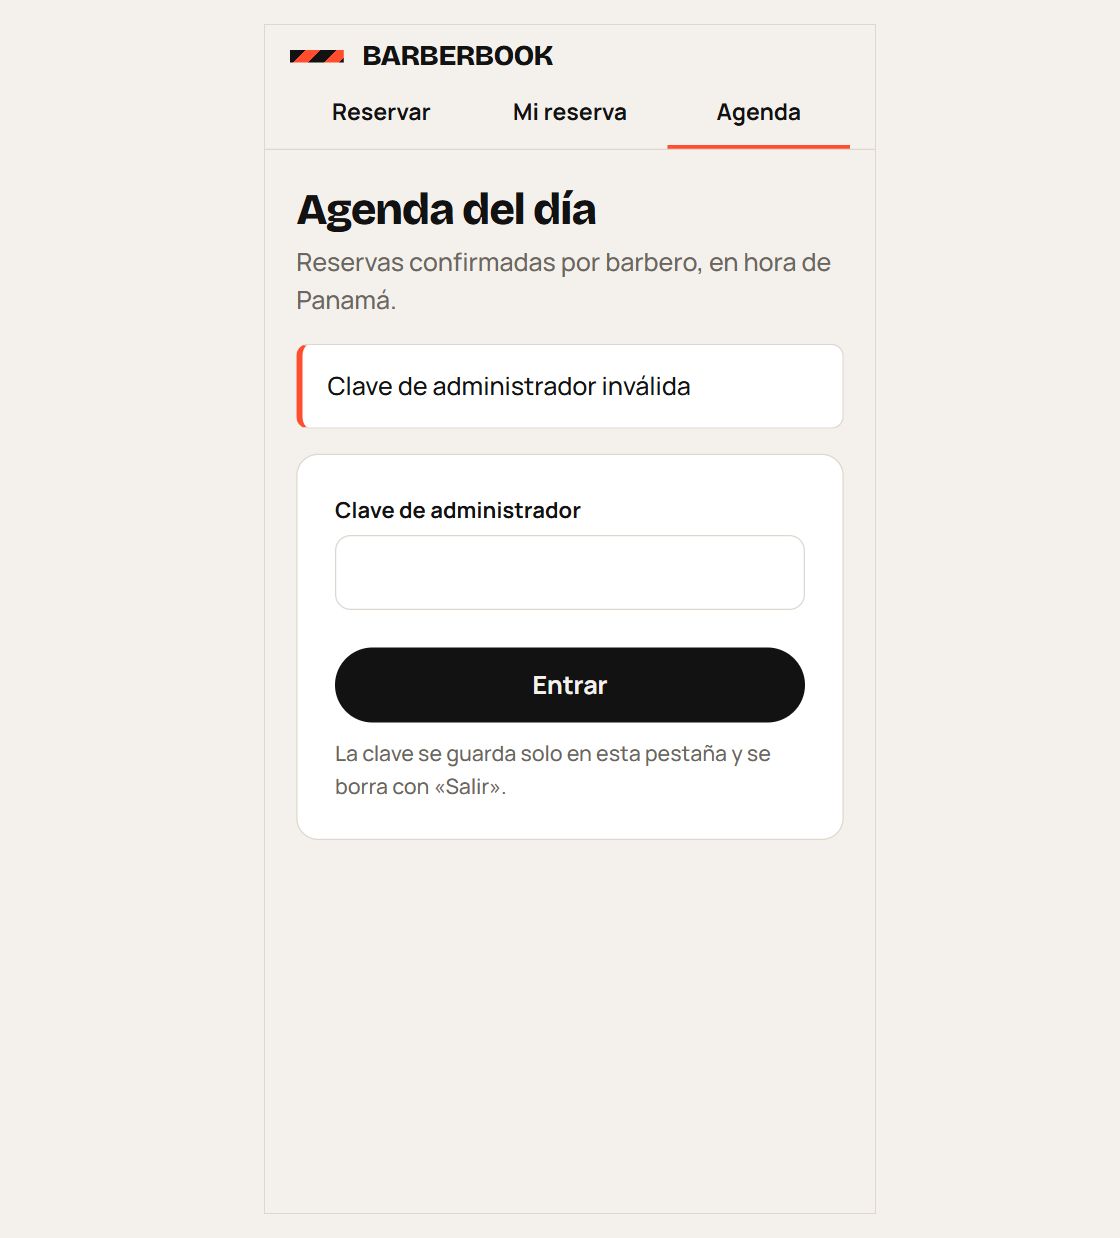 BARBERBOOK
Reservar Mi reserva Agenda
Agenda del día
Reservas confirmadas por barbero, en hora de
Panamá.
Clave de administrador inválida
Clave de administrador
Entrar
La clave se guarda solo en esta pestaña y se
borra con «Salir».